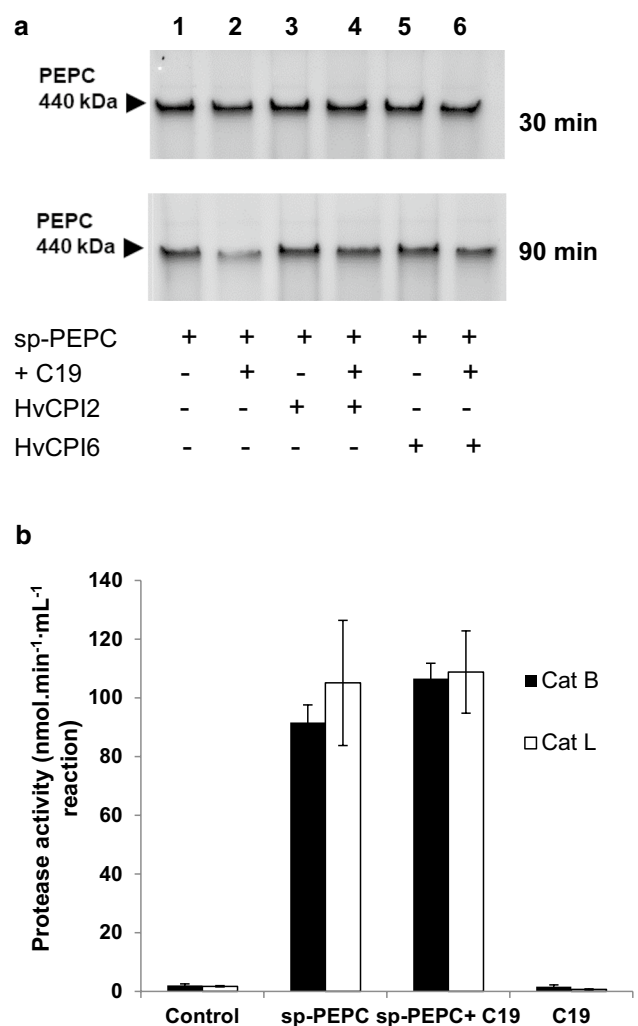 a
1 2 3 4 5 6
PEPC
440 kDa
30 min
PEPC
440 kDa
90 min
sp-PEPC + + + + + +
+ C19 - + - + - +
HvCPI2 - - + + - -
HvCPI6 - - - - + +
b
Protease activity (nmol.min-1·mL-1
reaction)
140
120
100
80
60
40
20
0
Cat B
Cat L
Control sp-PEPC sp-PEPC+ C19 C19